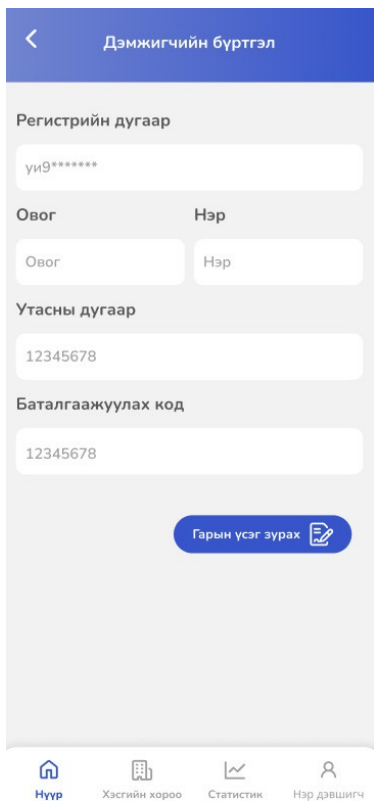 Дэмжигчийн бүртгэл
Регистрийн дугаар
уи9*******
Овог Нэр
Овог Нэр
Утасны дугаар
12345678
Баталгаажуулах код
12345678
Гарын үсэг зурах
Нүүр Хэсгийн хороо Статистик Нэр дэвшигч